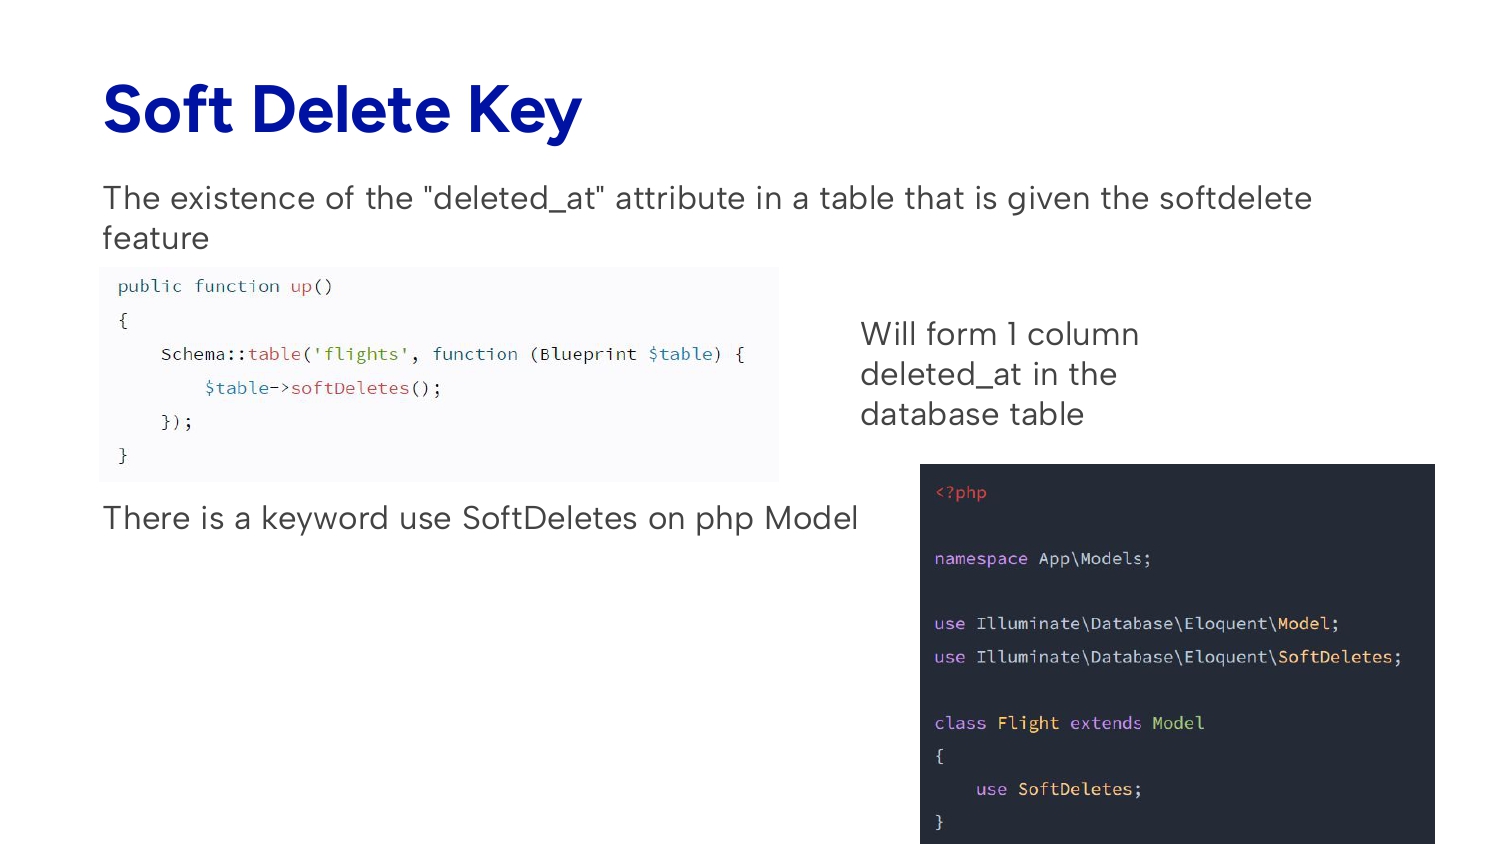 Soft Delete Key
The existence of the "deleted_at" attribute in a table that is given the softdelete
feature
public function up()
{
    Schema::table('flights', function (Blueprint $table) {
        $table->softDeletes();
    });
}
Will form 1 column
deleted_at in the
database table
There is a keyword use SoftDeletes on php Model
<?php
namespace App\Models;
use Illuminate\Database\Eloquent\Model;
use Illuminate\Database\Eloquent\SoftDeletes;
class Flight extends Model
{
    use SoftDeletes;
}